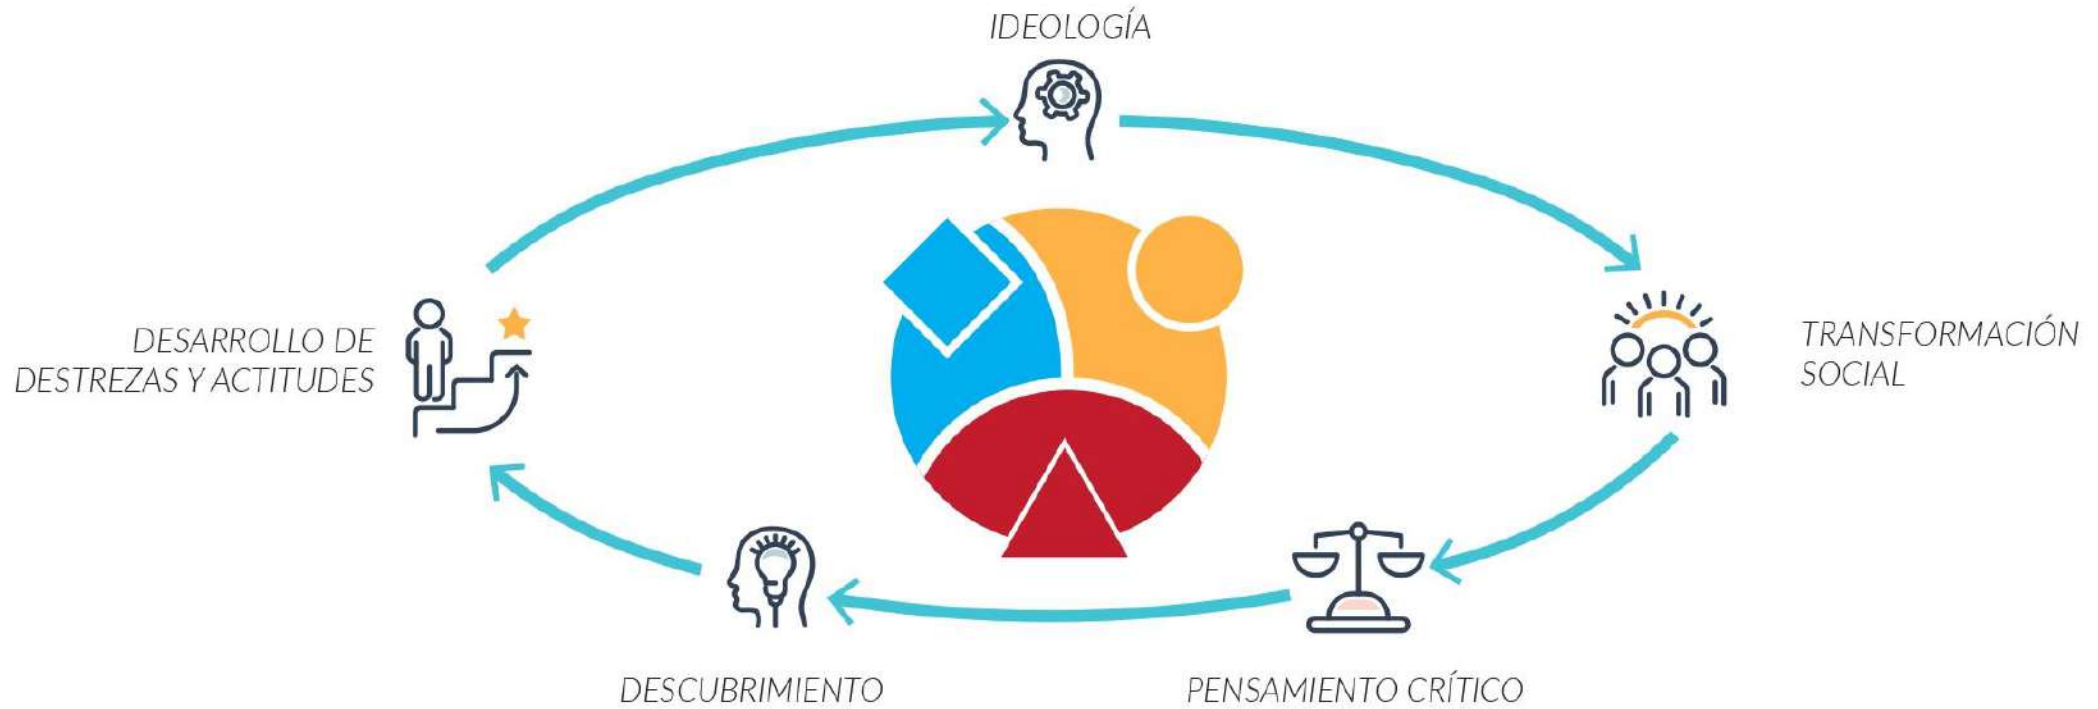 IDEOLOGÍA
DESARROLLO DE
DESTREZAS Y ACTITUDES
TRANSFORMACIÓN
SOCIAL
DESCUBRIMIENTO
PENSAMIENTO CRÍTICO